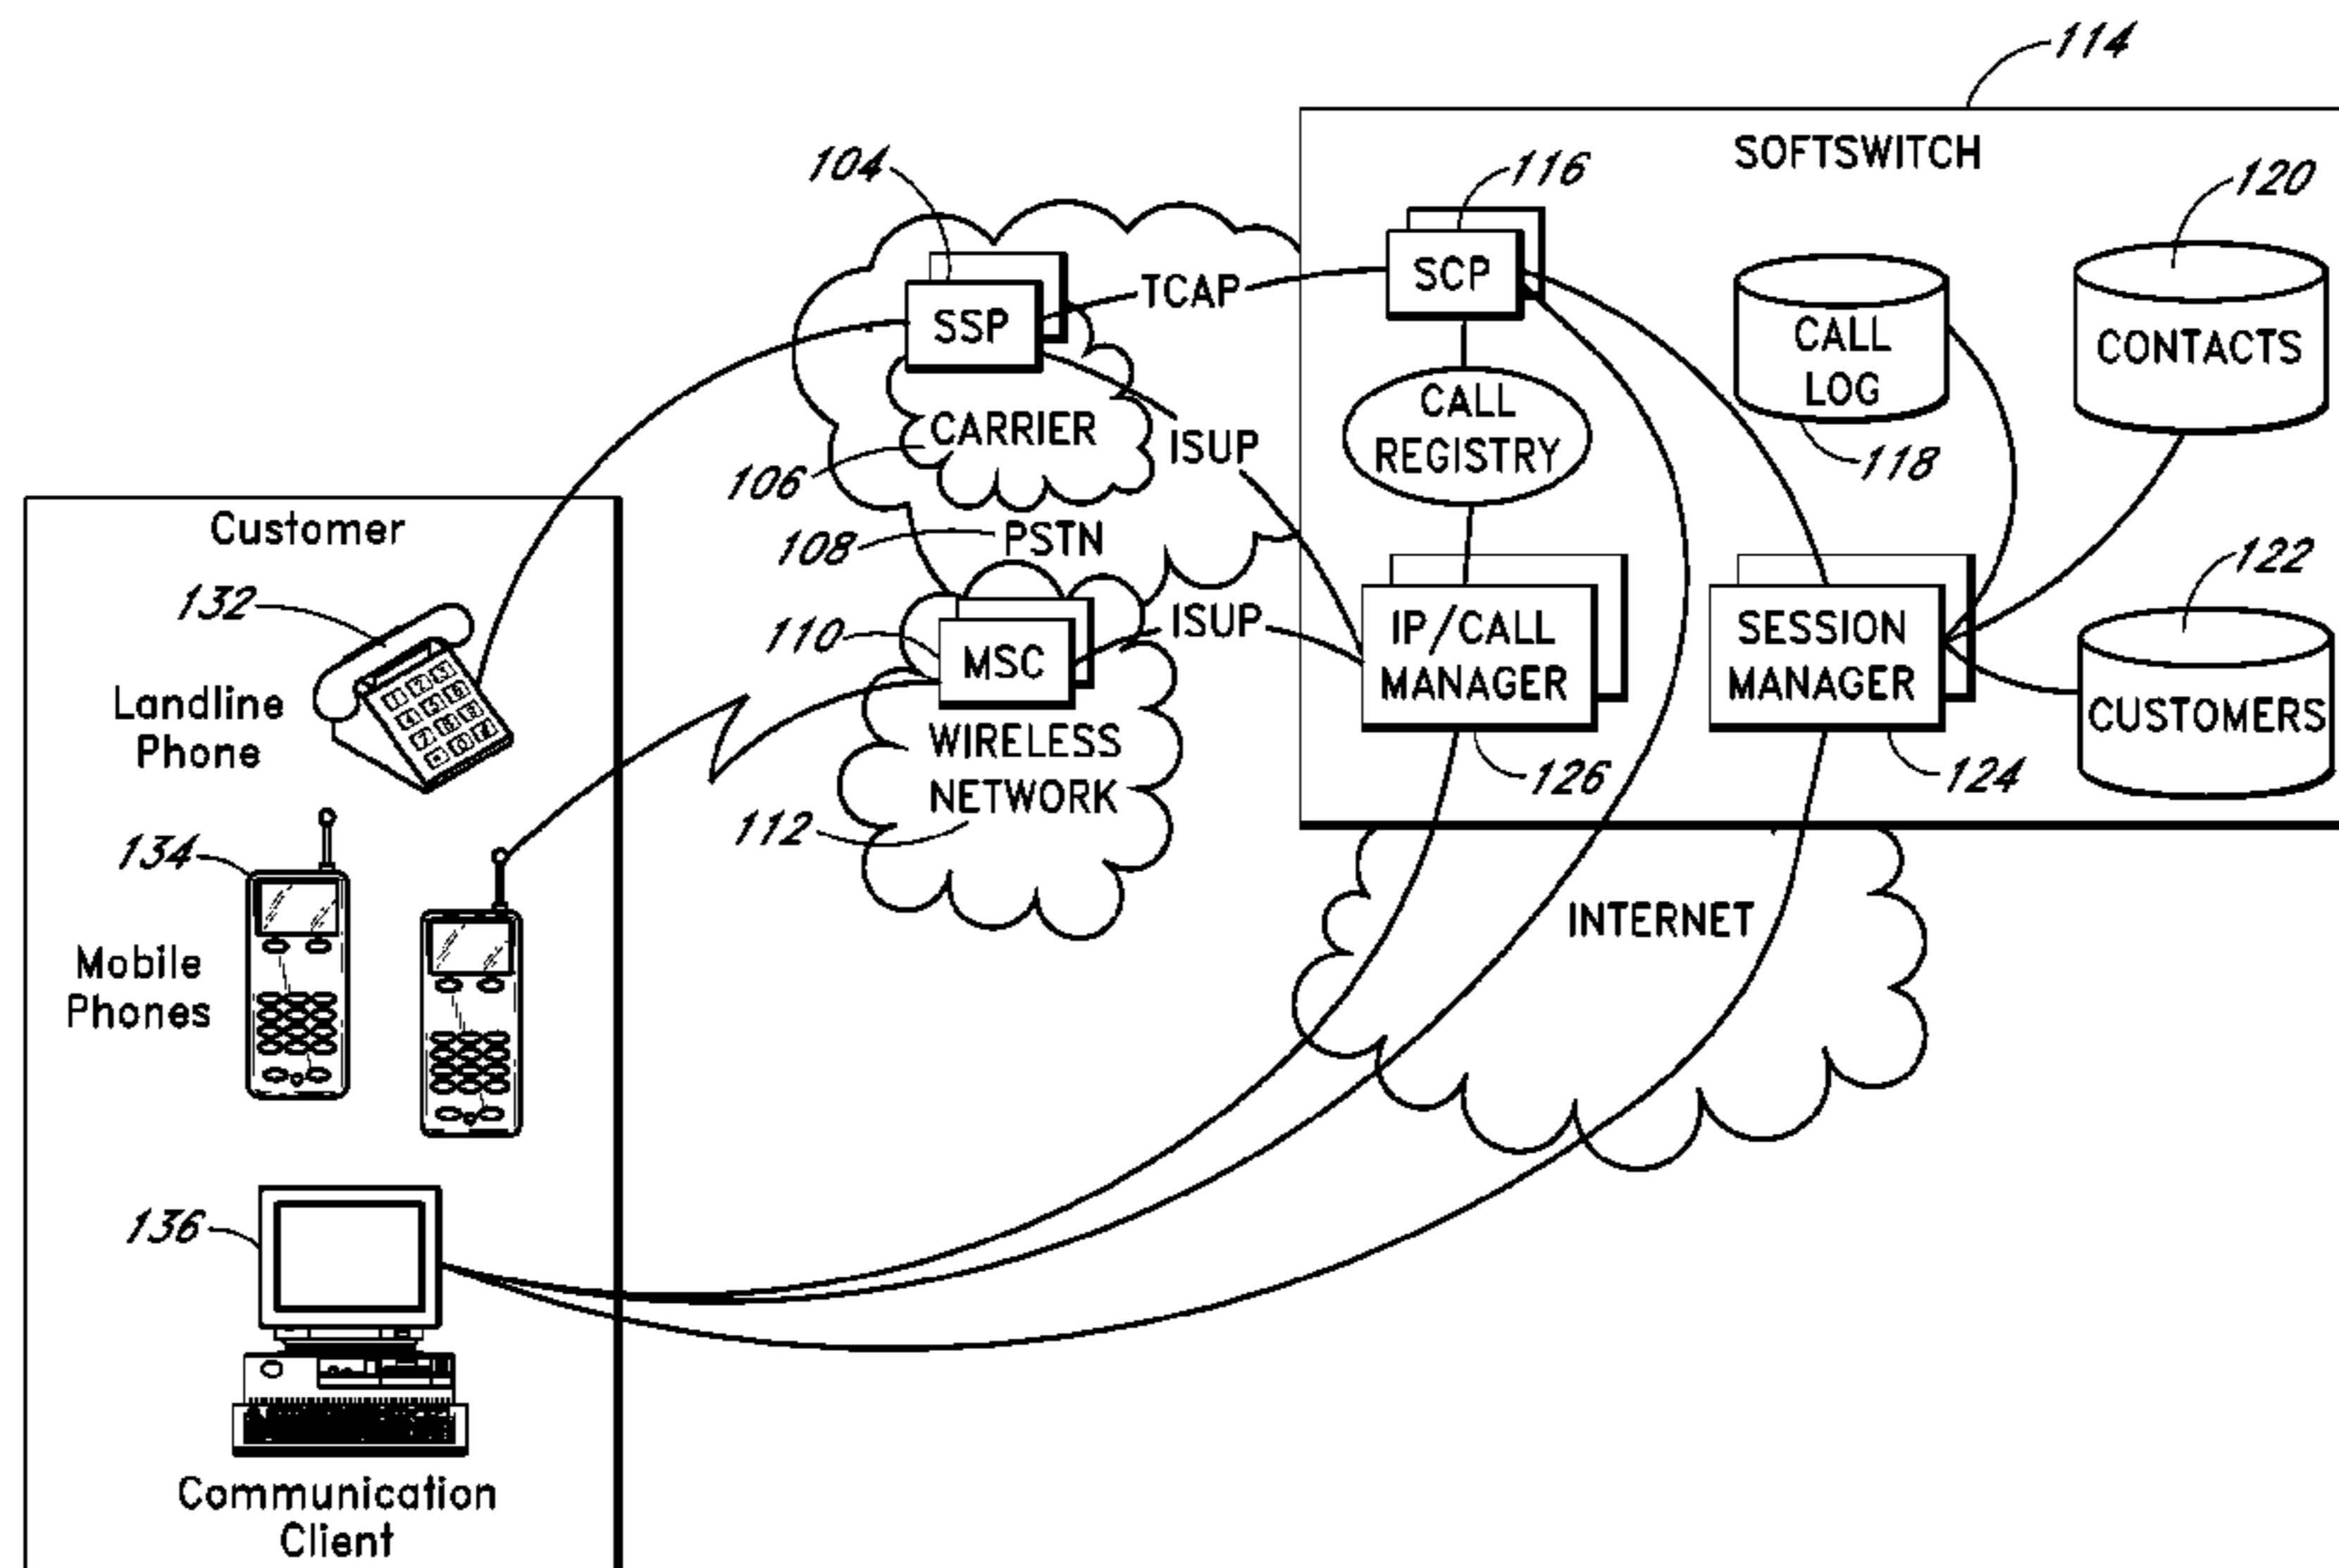 114
SOFTSWITCH
104
116
120
SSP
TCAP
SCP
CALL
LOG
CONTACTS
118
CARRIER
106
ISUP
CALL
REGISTRY
PSTN
108
Customer
132
Landline
Phone
110
MSC
ISUP
WIRELESS
NETWORK
112
IP/CALL
MANAGER
126
SESSION
MANAGER
124
122
CUSTOMERS
134
Mobile
Phones
INTERNET
136
Communication
Client